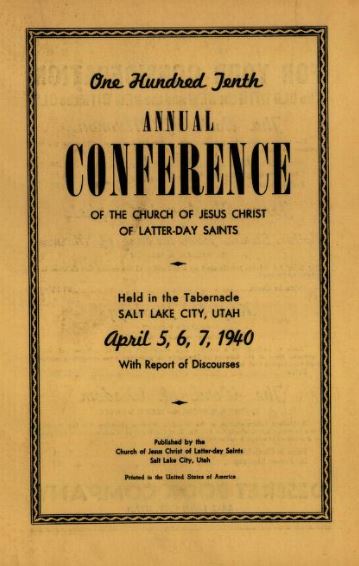 One Hundred Tenth
ANNUAL
CONFERENCE
OF THE CHURCH OF JESUS CHRIST
OF LATTER-DAY SAINTS
Held in the Tabernacle
SALT LAKE CITY, UTAH
April 5, 6, 7, 1940
With Report of Discourses
Published by the
Church of Jesus Christ of Latter-day Saints
Salt Lake City, Utah
Printed in the United States of America